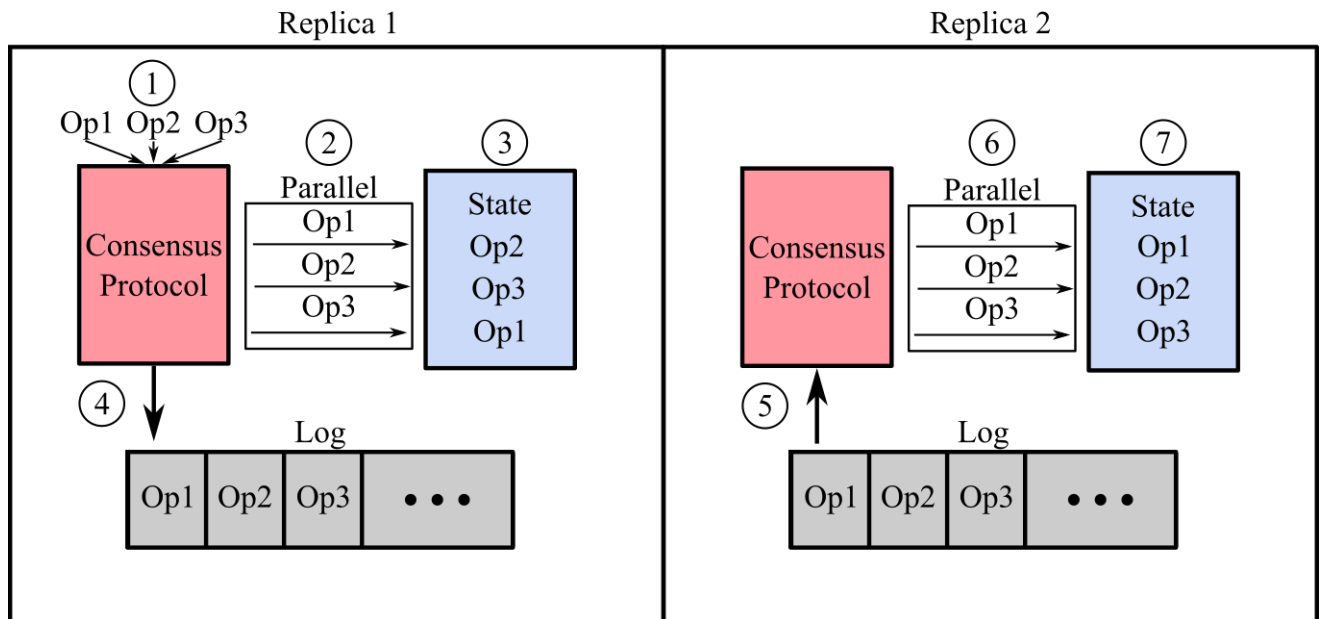 Replica 1
1
Op1 Op2 Op3
2
Parallel
Op1
Op2
Op3
3
State
Op2
Op3
Op1
Consensus
Protocol
4
Log
Op1 Op2 Op3 •••
Replica 2
6
Parallel
Op1
Op2
Op3
7
State
Op1
Op2
Op3
Consensus
Protocol
5
Log
Op1 Op2 Op3 •••